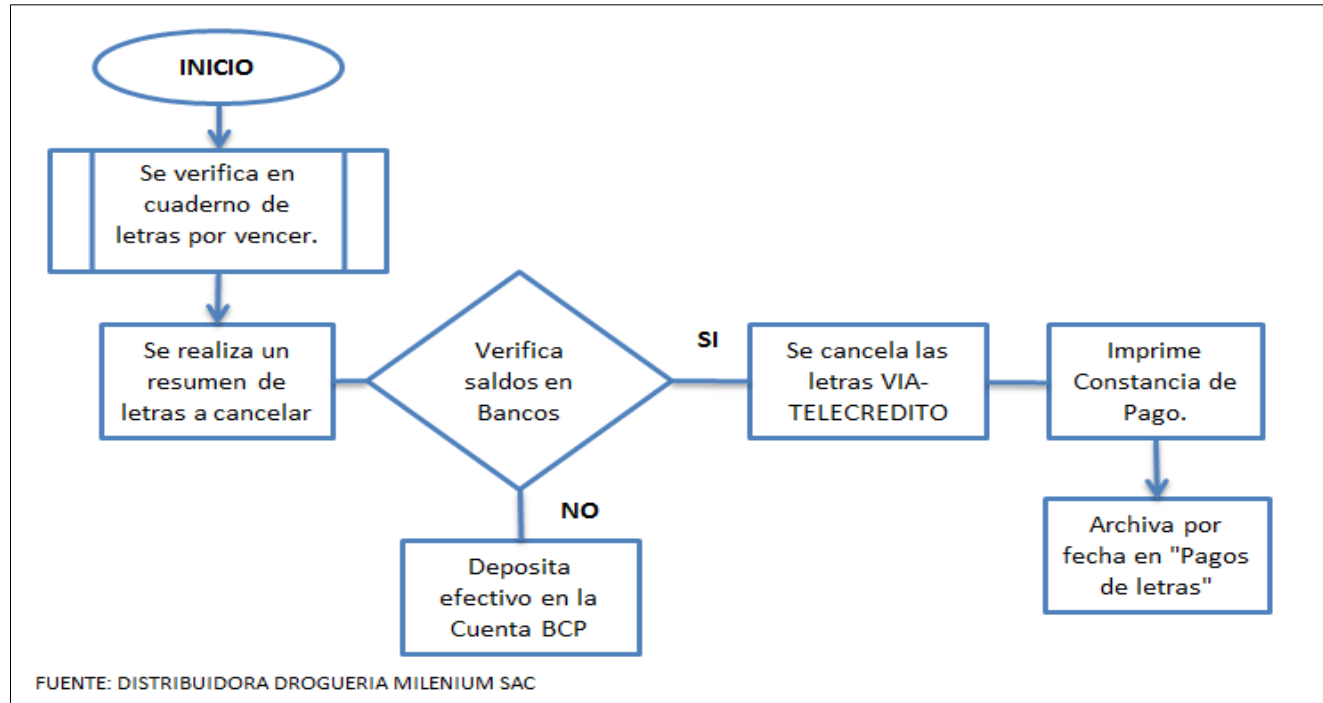 INICIO
Se verifica en
cuaderno de
letras por vencer.
Se realiza un
resumen de
letras a cancelar
Verifica
saldos en
Bancos
SI
Se cancela las
letras VIA-
TELECREDITO
Imprime
Constancia de
Pago.
NO
Deposita
efectivo en la
Cuenta BCP
Archiva por
fecha en "Pagos
de letras"
FUENTE: DISTRIBUIDORA DROGUERIA MILENIUM SAC